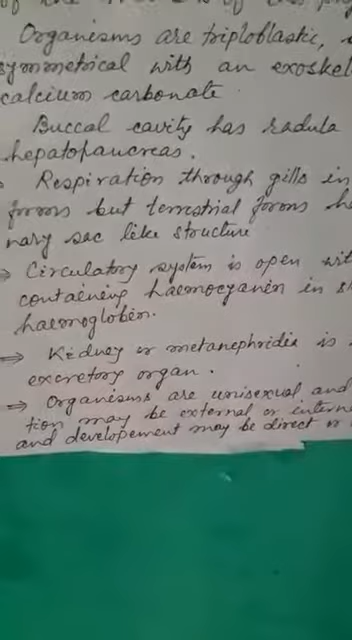 Organisms are triploblastic,
symmetrical with an exoskel
calcium carbonate
Buccal cavity has radula
hepatopancreas.
Respiration through gills in
forms but terrestrial forms h
nary sac like structure
⇒ Circulatory system is open wit
containing haemocyanin in s
haemoglobin.
⇒ Kidney or metanephridia is
excretory organ.
⇒ Organisms are unisexual and
tion may be external or intern
and developement may be direct or